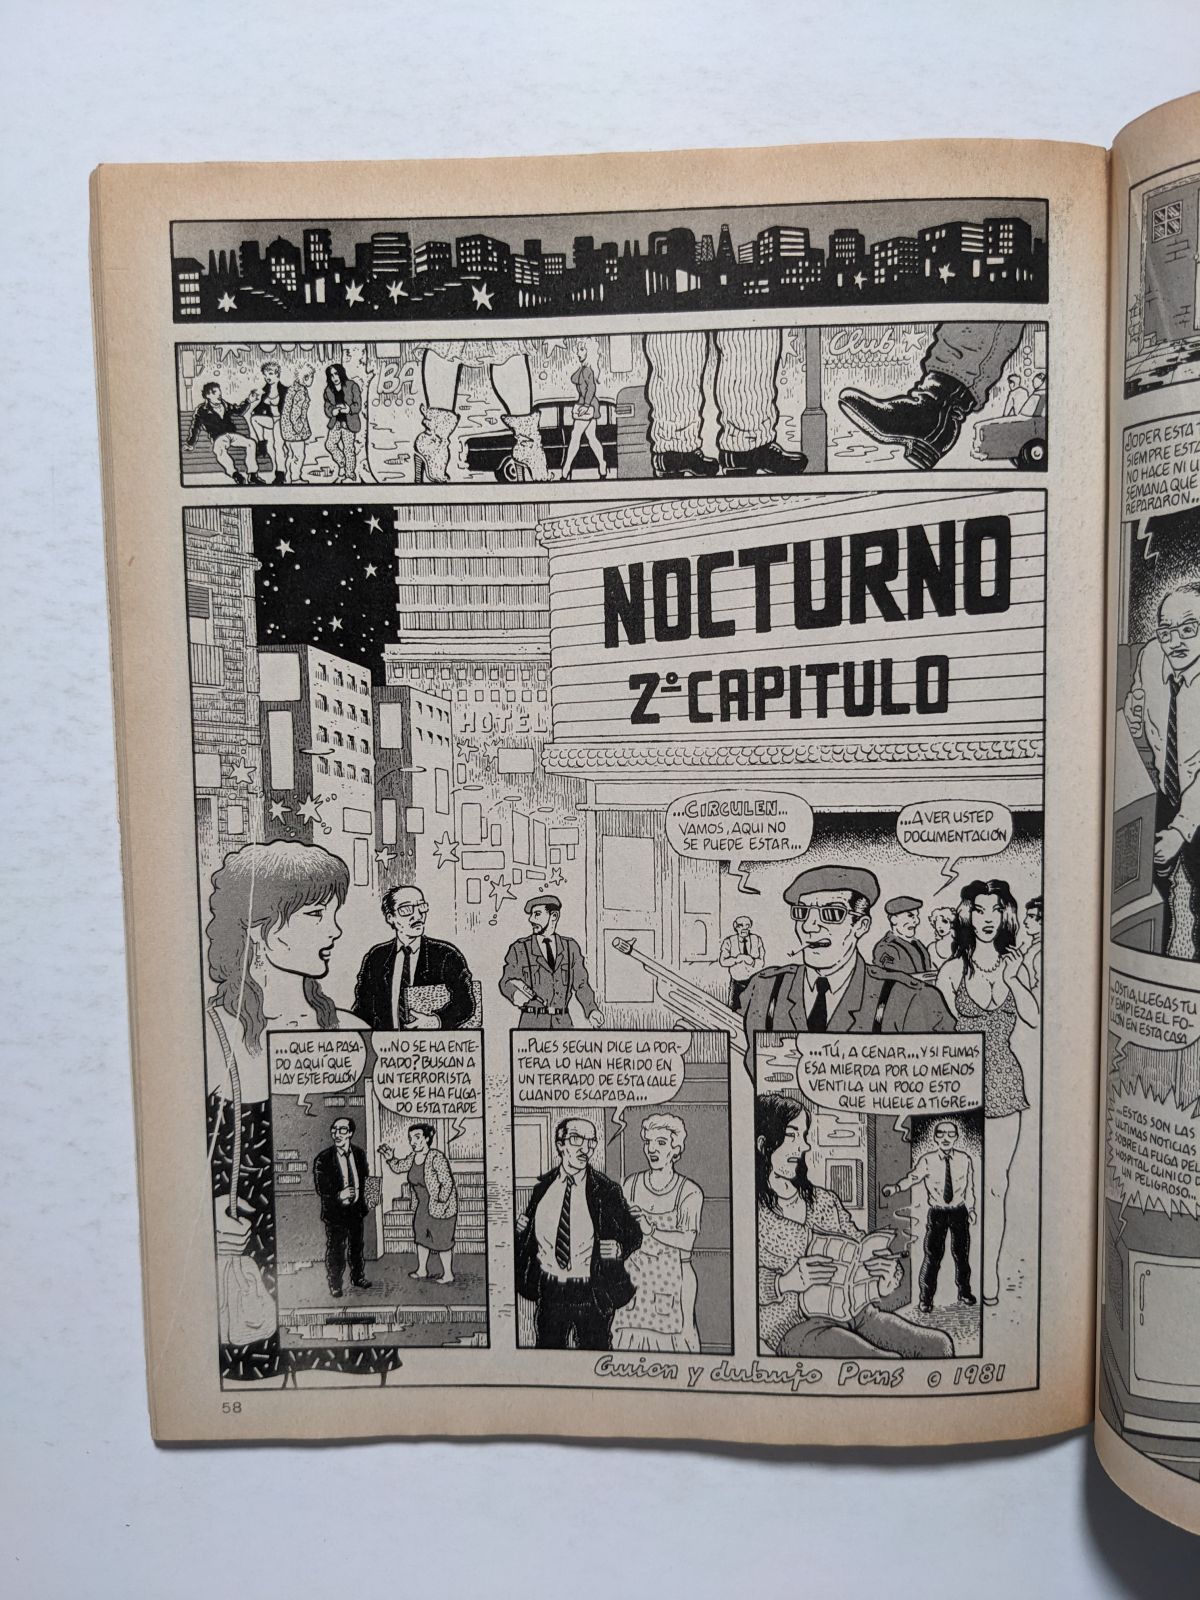 BA
Club
NOCTURNO
2º CAPITULO
HOTEL
...CIRCULEN...
VAMOS, AQUI NO
SE PUEDE ESTAR...
...A VER USTED
DOCUMENTACIÓN
...QUE HA PASA-
DO AQUÍ QUE
HAY ESTE FOLLÓN
...NO SE HA ENTE-
RADO? BUSCAN A
UN TERRORISTA
QUE SE HA FUGA-
DO ESTA TARDE
...PUES SEGUN DICE LA POR-
TERA LO HAN HERIDO EN
UN TERRADO DE ESTA CALLE
CUANDO ESCAPABA...
...TÚ, A CENAR...Y SI FUMAS
ESA MIERDA POR LO MENOS
VENTILA UN POCO ESTO
QUE HUELE A TIGRE...
Guion y dibujo Pons © 1981
58
JODER ESTA
SIEMPRE ESTA
NO HACE NI U
SEMANA QUE
REPARARON...
OSTIA, LLEGAS TU
Y EMPIEZA EL FO-
LLÓN EN ESTA CASA
...ESTAS SON LAS
ULTIMAS NOTICIAS
SOBRE LA FUGA DEL
HOSPITAL CLINICO D
UN PELIGROSO...